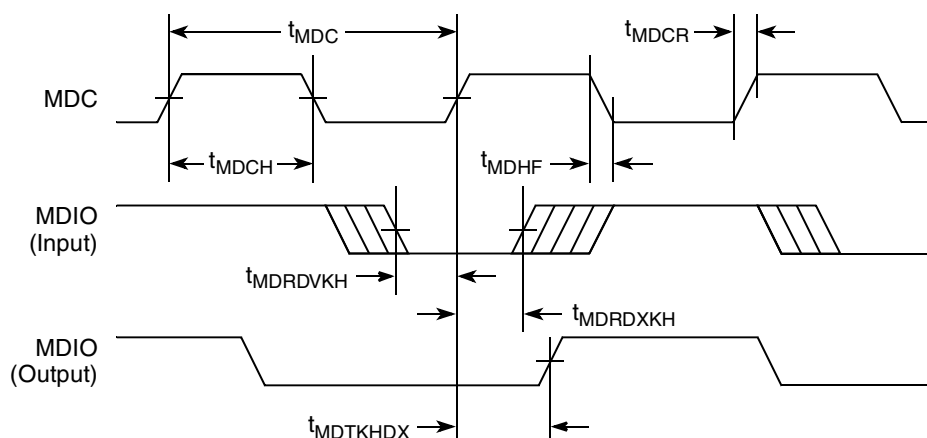 tMDC
tMDCR
MDC
tMDCH
tMDHF
MDIO
(Input)
tMDRDVKH
tMDRDXKH
MDIO
(Output)
tMDTKHDX